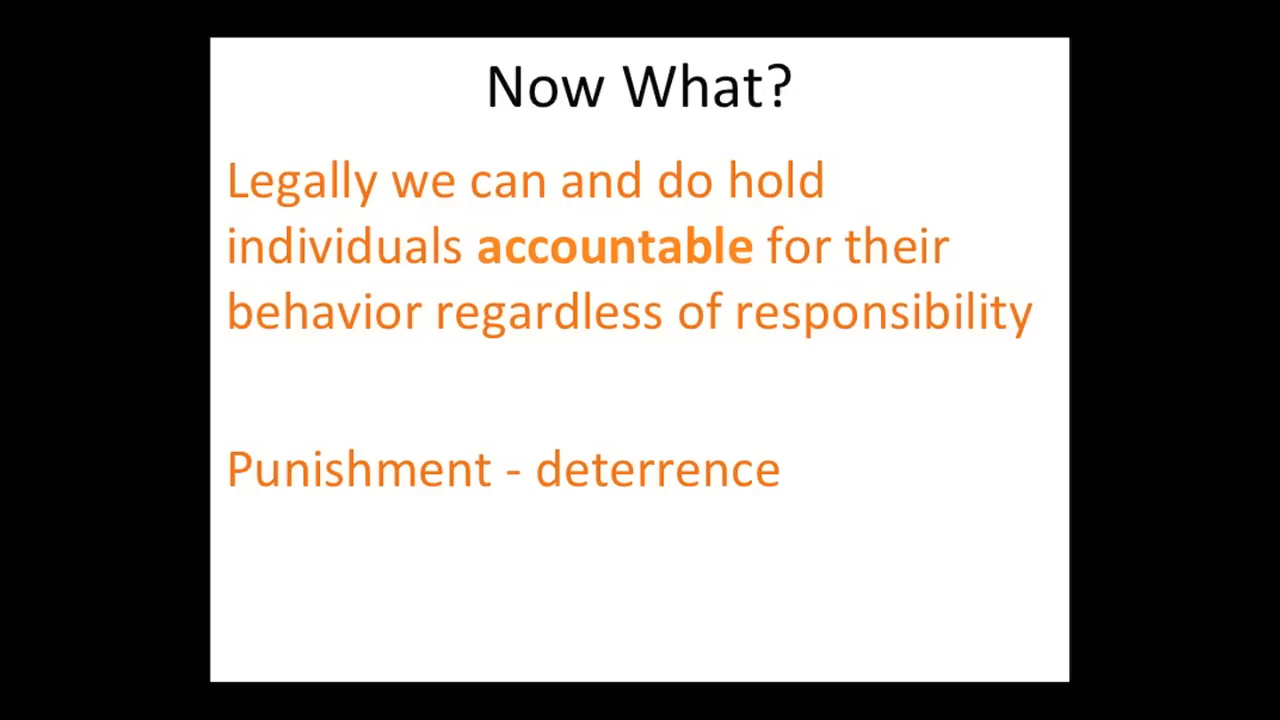 Now What?
Legally we can and do hold
individuals accountable for their
behavior regardless of responsibility
Punishment - deterrence